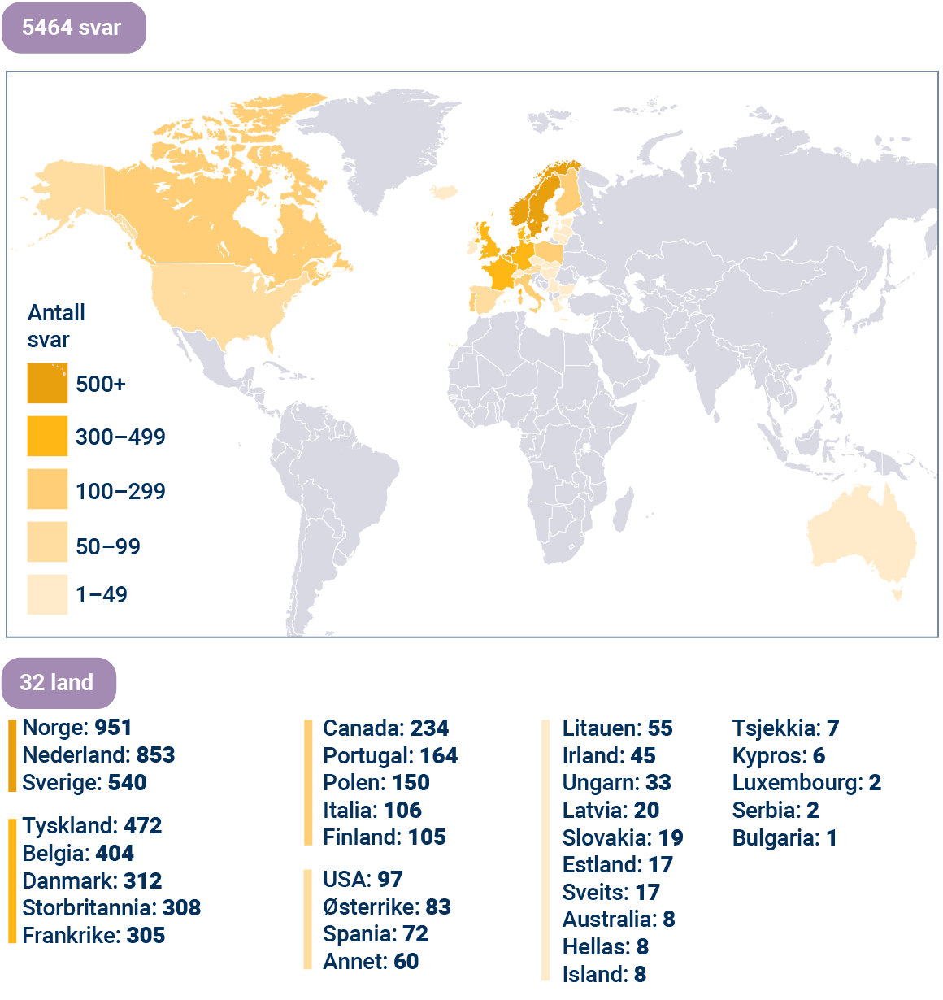 5464 svar
Antall
svar
500+
300–499
100–299
50–99
1–49
32 land
Norge: 951
Nederland: 853
Sverige: 540
Tyskland: 472
Belgia: 404
Danmark: 312
Storbritannia: 308
Frankrike: 305
Canada: 234
Portugal: 164
Polen: 150
Italia: 106
Finland: 105
USA: 97
Østerrike: 83
Spania: 72
Annet: 60
Litauen: 55
Irland: 45
Ungarn: 33
Latvia: 20
Slovakia: 19
Estland: 17
Sveits: 17
Australia: 8
Hellas: 8
Island: 8
Tsjekkia: 7
Kypros: 6
Luxembourg: 2
Serbia: 2
Bulgaria: 1